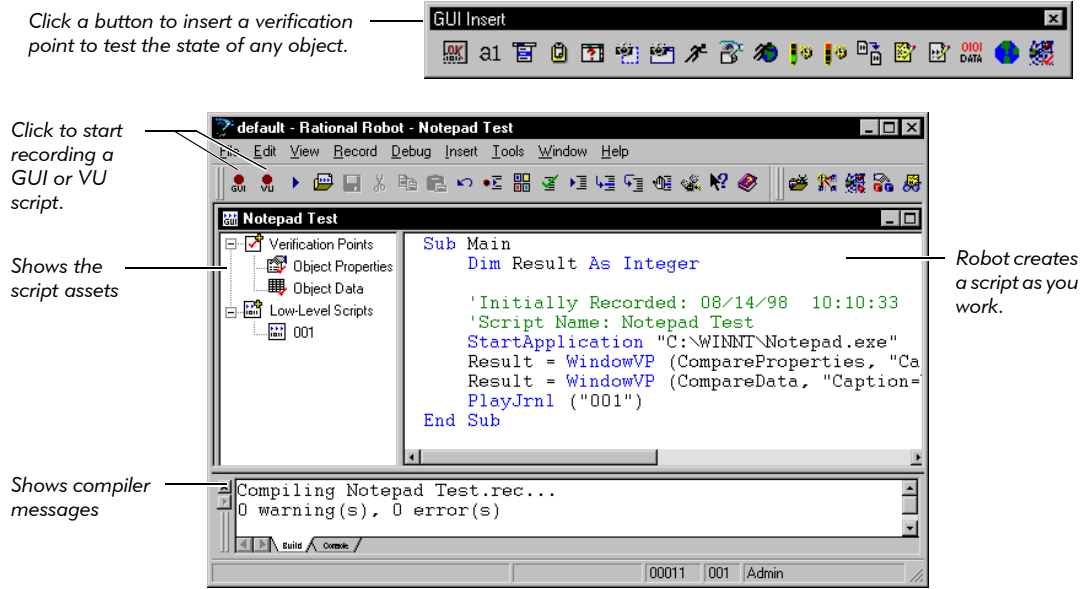 Click a button to insert a verification
point to test the state of any object.
GUI Insert
OK
a1
0101
DATA
Click to start
recording a
GUI or VU
script.
default - Rational Robot - Notepad Test
File Edit View Record Debug Insert Tools Window Help
GUI VU
Notepad Test
Shows the
script assets
Verification Points
Object Properties
Object Data
Low-Level Scripts
001
Sub Main
Dim Result As Integer
'Initially Recorded: 08/14/98 10:10:33
'Script Name: Notepad Test
StartApplication "C:\WINNT\Notepad.exe"
Result = WindowVP (CompareProperties, "Ca
Result = WindowVP (CompareData, "Caption=
PlayJrnl ("001")
End Sub
Robot creates
a script as you
work.
Shows compiler
messages
Compiling Notepad Test.rec...
0 warning(s), 0 error(s)
Build Console
00011 001 Admin